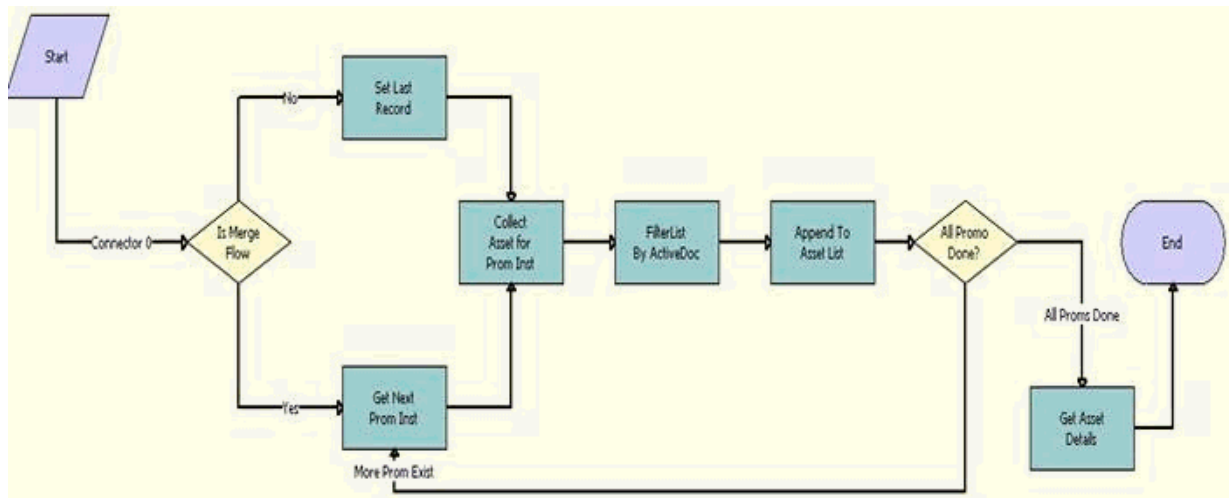 Start
Connector 0
Is Merge
Flow
No
Yes
Set Last
Record
Get Next
Prom Inst
Collect
Asset for
Prom Inst
FilterList
By ActiveDoc
Append To
Asset List
All Promo
Done?
More Prom Exist
All Proms Done
Get Asset
Details
End